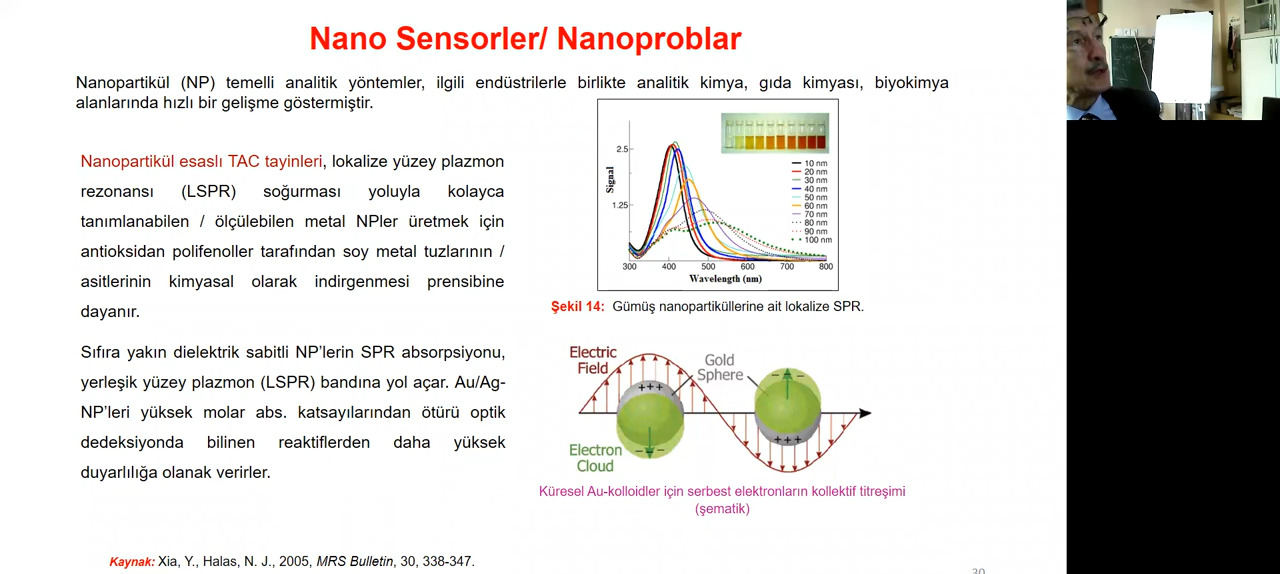 Nano Sensorler/ Nanoproblar
Nanopartikül (NP) temelli analitik yöntemler, ilgili endüstrilerle birlikte analitik kimya, gıda kimyası, biyokimya
alanlarında hızlı bir gelişme göstermiştir.
Nanopartikül esaslı TAC tayinleri, lokalize yüzey plazmon
rezonansı (LSPR) soğurması yoluyla kolayca
tanımlanabilen / ölçülebilen metal NPler üretmek için
antioksidan polifenoller tarafından soy metal tuzlarının /
asitlerinin kimyasal olarak indirgenmesi prensibine
dayanır.
Sıfıra yakın dielektrik sabitli NP'lerin SPR absorpsiyonu,
yerleşik yüzey plazmon (LSPR) bandına yol açar. Au/Ag-
NP'leri yüksek molar abs. katsayılarından ötürü optik
dedeksiyonda bilinen reaktiflerden daha yüksek
duyarlılığa olanak verirler.
Signal
2.5
1.25
10 nm
20 nm
30 nm
40 nm
50 nm
60 nm
70 nm
80 nm
90 nm
100 nm
300 400 500 600 700 800
Wavelength (nm)
Şekil 14: Gümüş nanopartiküllerine ait lokalize SPR.
Electric
Field
Gold
Sphere
+++
+++
Electron
Cloud
Küresel Au-kolloidler için serbest elektronların kollektif titreşimi
(şematik)
Kaynak: Xia, Y., Halas, N. J., 2005, MRS Bulletin, 30, 338-347.
30